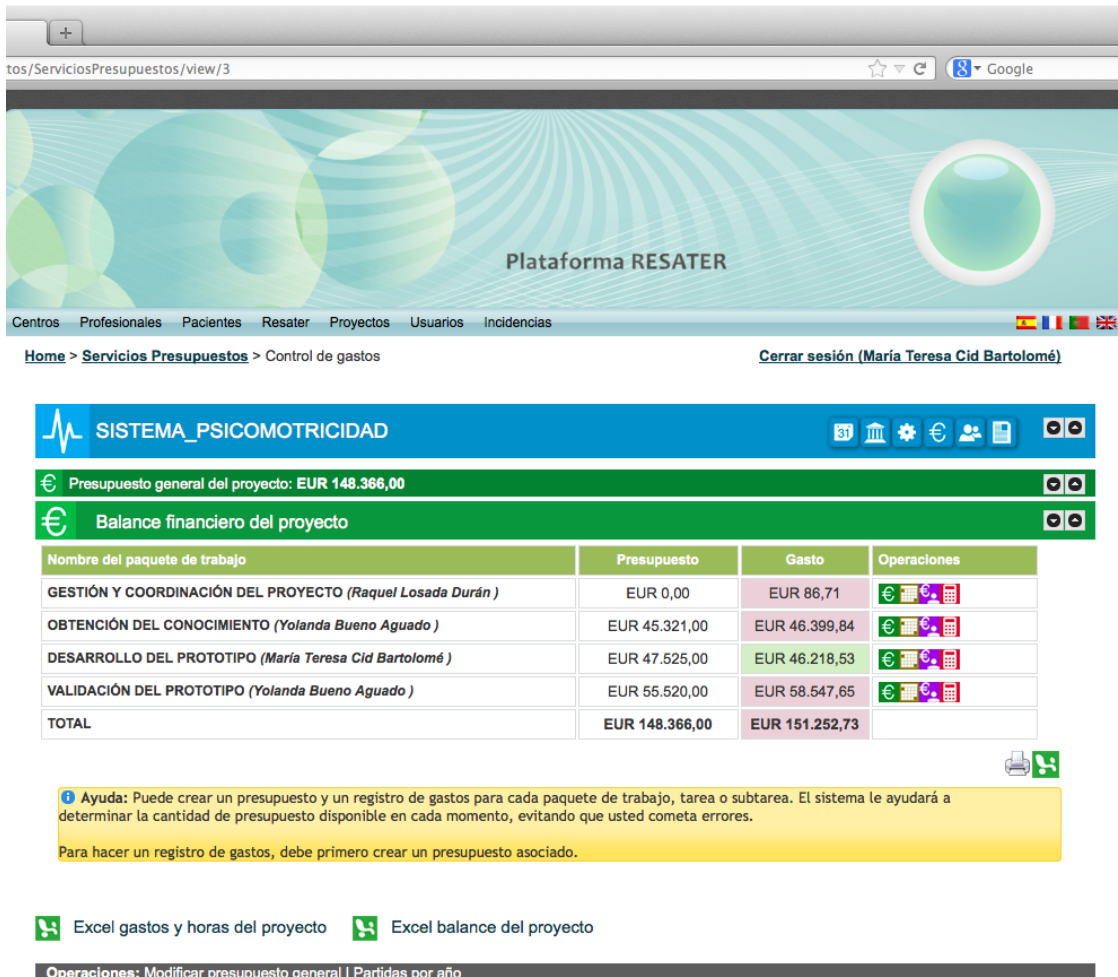 tos/ServiciosPresupuestos/view/3
Google
Plataforma RESATER
Centros Profesionales Pacientes Resater Proyectos Usuarios Incidencias
Home > Servicios Presupuestos > Control de gastos
Cerrar sesión (María Teresa Cid Bartolomé)
SISTEMA_PSICOMOTRICIDAD
31
Presupuesto general del proyecto: EUR 148.366,00
Balance financiero del proyecto
Nombre del paquete de trabajo Presupuesto Gasto Operaciones
GESTIÓN Y COORDINACIÓN DEL PROYECTO (Raquel Losada Durán ) EUR 0,00 EUR 86,71
OBTENCIÓN DEL CONOCIMIENTO (Yolanda Bueno Aguado ) EUR 45.321,00 EUR 46.399,84
DESARROLLO DEL PROTOTIPO (María Teresa Cid Bartolomé ) EUR 47.525,00 EUR 46.218,53
VALIDACIÓN DEL PROTOTIPO (Yolanda Bueno Aguado ) EUR 55.520,00 EUR 58.547,65
TOTAL EUR 148.366,00 EUR 151.252,73
Ayuda: Puede crear un presupuesto y un registro de gastos para cada paquete de trabajo, tarea o subtarea. El sistema le ayudará a
determinar la cantidad de presupuesto disponible en cada momento, evitando que usted cometa errores.
Para hacer un registro de gastos, debe primero crear un presupuesto asociado.
Excel gastos y horas del proyecto Excel balance del proyecto
Operaciones: Modificar presupuesto general | Partidas por año